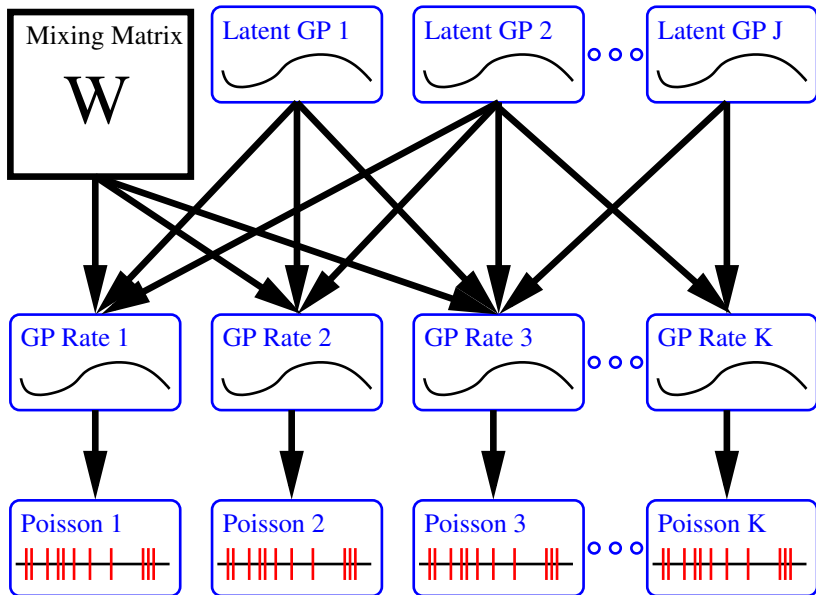 Mixing Matrix
W
Latent GP 1
Latent GP 2
Latent GP J
GP Rate 1
GP Rate 2
GP Rate 3
GP Rate K
Poisson 1
Poisson 2
Poisson 3
Poisson K